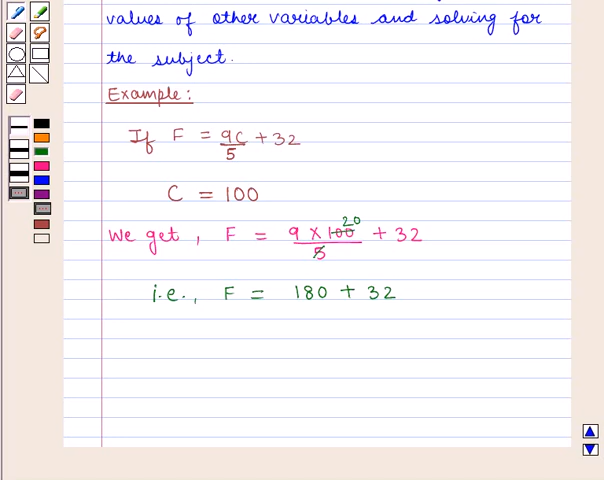 values of other variables and solving for
the subject.
Example:
If F = 9C/5 + 32
C = 100
We get, F = 9 × 100/5 + 32
20
i.e., F = 180 + 32